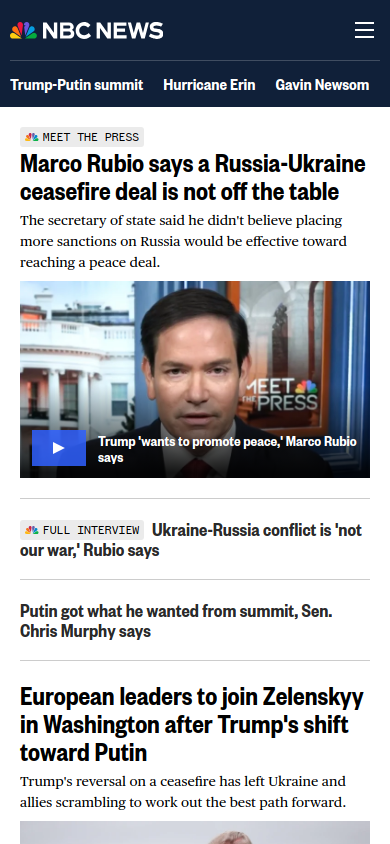 NBC NEWS
Trump-Putin summit Hurricane Erin Gavin Newsom
MEET THE PRESS
Marco Rubio says a Russia-Ukraine
ceasefire deal is not off the table
The secretary of state said he didn't believe placing
more sanctions on Russia would be effective toward
reaching a peace deal.
MEET
THE PRESS
Trump 'wants to promote peace,' Marco Rubio
says
FULL INTERVIEW Ukraine-Russia conflict is 'not
our war,' Rubio says
Putin got what he wanted from summit, Sen.
Chris Murphy says
European leaders to join Zelenskyy
in Washington after Trump's shift
toward Putin
Trump's reversal on a ceasefire has left Ukraine and
allies scrambling to work out the best path forward.